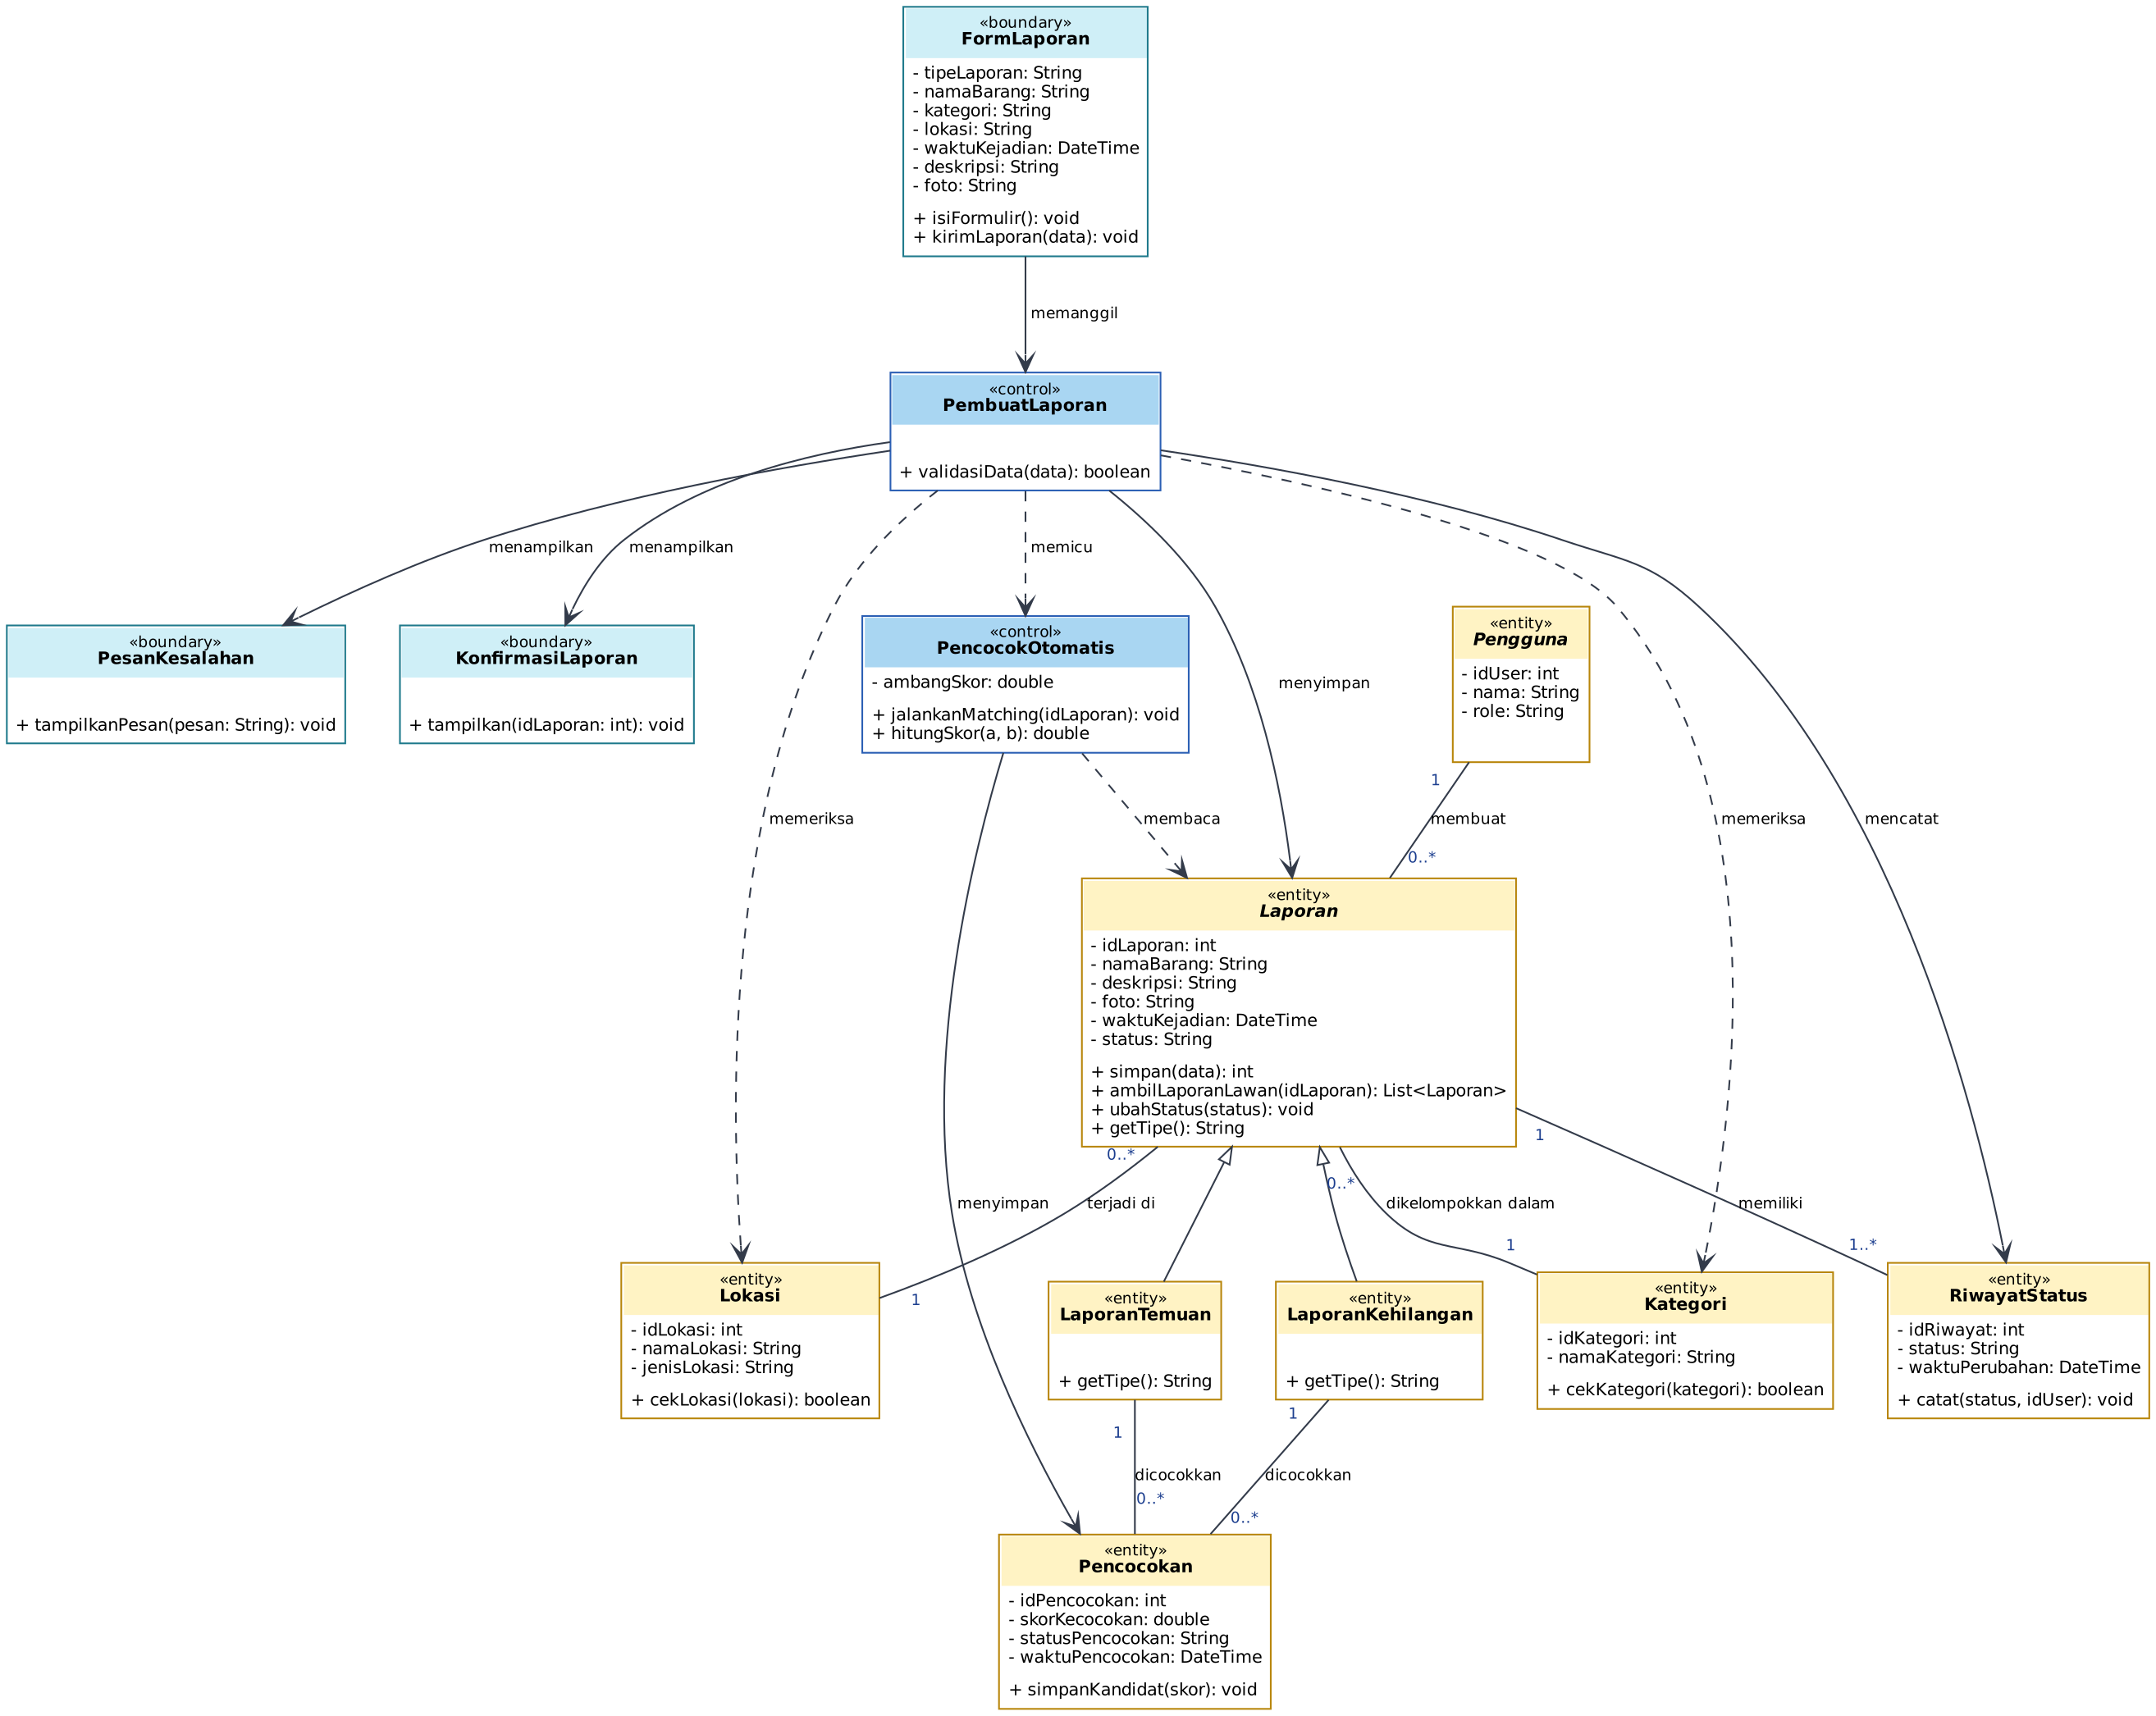 «boundary»
FormLaporan
- tipeLaporan: String
- namaBarang: String
- kategori: String
- lokasi: String
- waktuKejadian: DateTime
- deskripsi: String
- foto: String
+ isiFormulir(): void
+ kirimLaporan(data): void
memanggil
«control»
PembuatLaporan
+ validasiData(data): boolean
menampilkan
menampilkan
memicu
«boundary»
PesanKesalahan
+ tampilkanPesan(pesan: String): void
«boundary»
KonfirmasiLaporan
+ tampilkan(idLaporan: int): void
«control»
PencocokOtomatis
- ambangSkor: double
+ jalankanMatching(idLaporan): void
+ hitungSkor(a, b): double
menyimpan
«entity»
Pengguna
- idUser: int
- nama: String
- role: String
1
memeriksa
membaca
membuat
memeriksa
mencatat
0..*
«entity»
Laporan
- idLaporan: int
- namaBarang: String
- deskripsi: String
- foto: String
- waktuKejadian: DateTime
- status: String
+ simpan(data): int
+ ambilLaporanLawan(idLaporan): List<Laporan>
+ ubahStatus(status): void
+ getTipe(): String
1
0..*
0..*
menyimpan
terjadi di
dikelompokkan dalam
memiliki
1
1..*
1
«entity»
Lokasi
- idLokasi: int
- namaLokasi: String
- jenisLokasi: String
+ cekLokasi(lokasi): boolean
«entity»
LaporanTemuan
+ getTipe(): String
«entity»
LaporanKehilangan
+ getTipe(): String
«entity»
Kategori
- idKategori: int
- namaKategori: String
+ cekKategori(kategori): boolean
«entity»
RiwayatStatus
- idRiwayat: int
- status: String
- waktuPerubahan: DateTime
+ catat(status, idUser): void
1
1
dicocokkan
dicocokkan
0..*
0..*
«entity»
Pencocokan
- idPencocokan: int
- skorKecocokan: double
- statusPencocokan: String
- waktuPencocokan: DateTime
+ simpanKandidat(skor): void